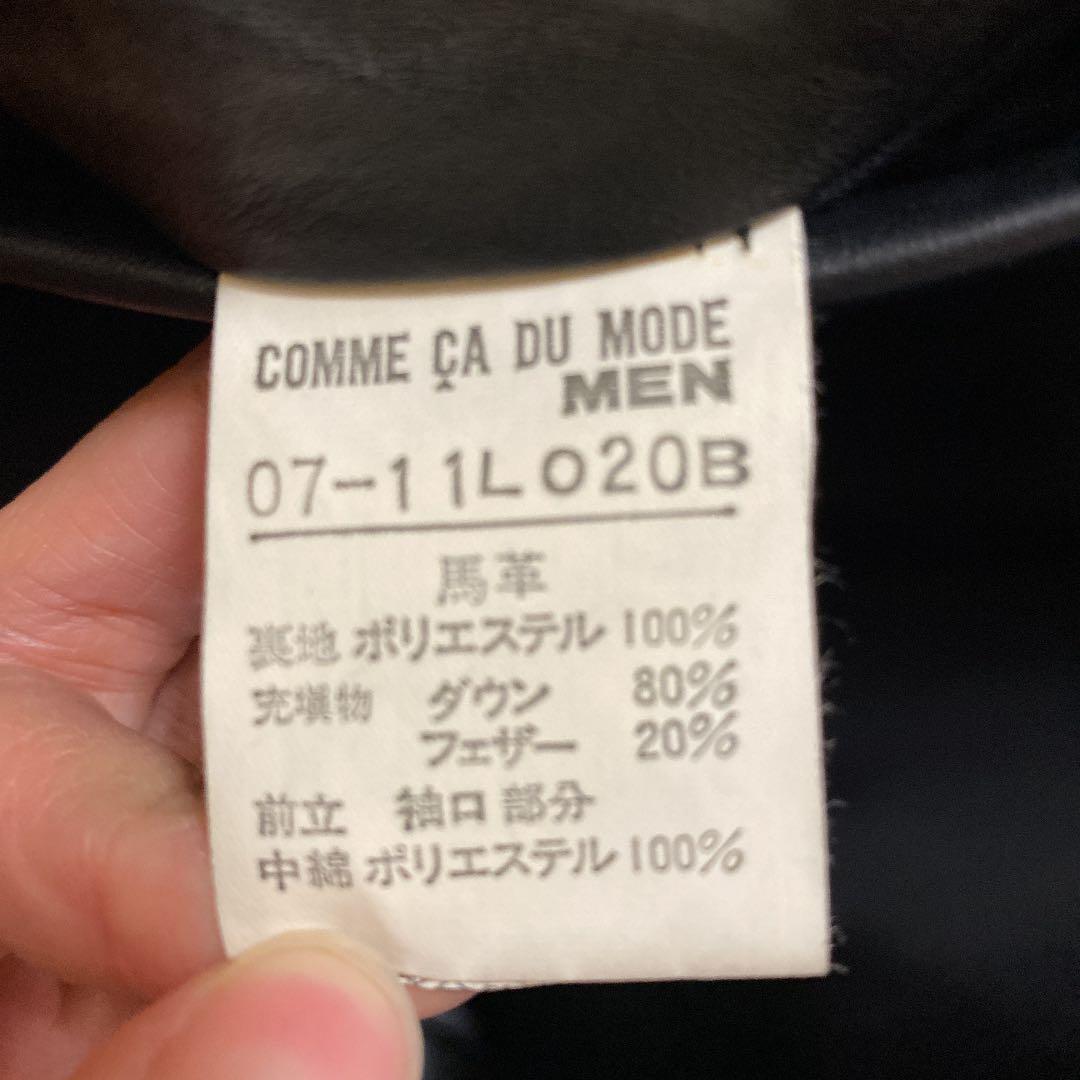 COMME ÇA DU MODE
MEN
07-11LO20B
馬革
裏地 ポリエステル 100%
充填物 ダウン 80%
フェザー 20%
前立 袖口 部分
中綿 ポリエステル 100%